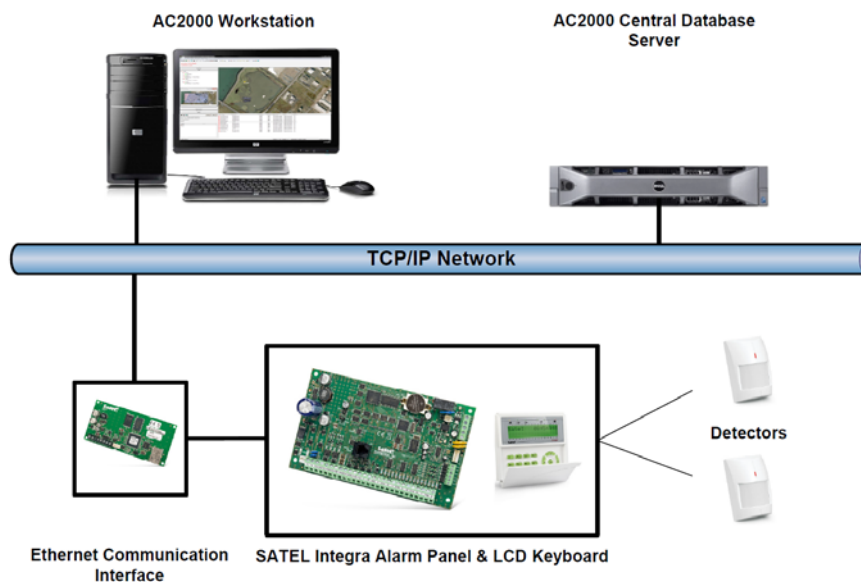 AC2000 Workstation
AC2000 Central Database
Server
TCP/IP Network
Detectors
Ethernet Communication
Interface
SATEL Integra Alarm Panel & LCD Keyboard